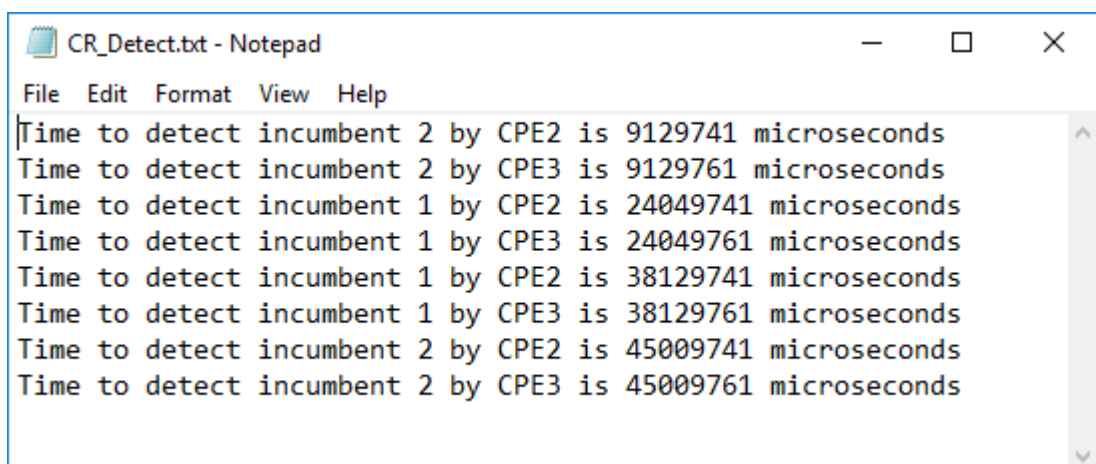 CR_Detect.txt - Notepad
File Edit Format View Help
Time to detect incumbent 2 by CPE2 is 9129741 microseconds
Time to detect incumbent 2 by CPE3 is 9129761 microseconds
Time to detect incumbent 1 by CPE2 is 24049741 microseconds
Time to detect incumbent 1 by CPE3 is 24049761 microseconds
Time to detect incumbent 1 by CPE2 is 38129741 microseconds
Time to detect incumbent 1 by CPE3 is 38129761 microseconds
Time to detect incumbent 2 by CPE2 is 45009741 microseconds
Time to detect incumbent 2 by CPE3 is 45009761 microseconds